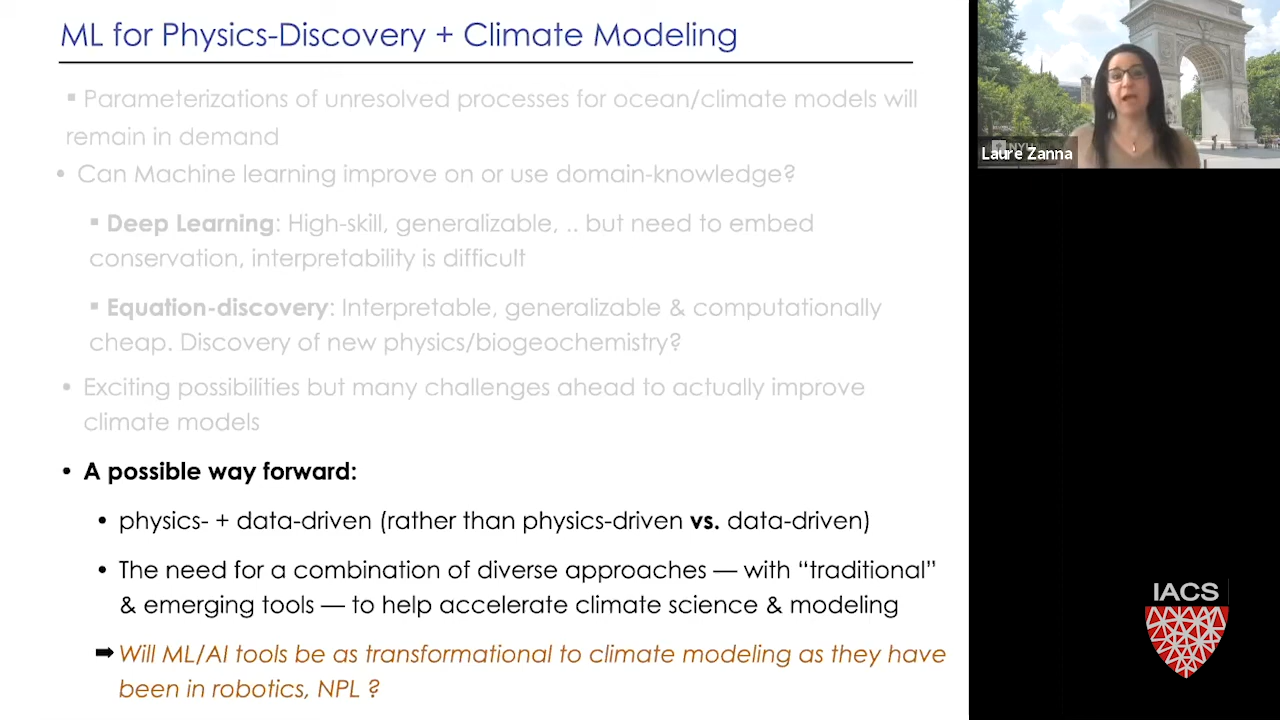 ML for Physics-Discovery + Climate Modeling
▪ Parameterizations of unresolved processes for ocean/climate models will
remain in demand
• Can Machine learning improve on or use domain-knowledge?
▪ Deep Learning: High-skill, generalizable, .. but need to embed
conservation, interpretability is difficult
▪ Equation-discovery: Interpretable, generalizable & computationally
cheap. Discovery of new physics/biogeochemistry?
• Exciting possibilities but many challenges ahead to actually improve
climate models
• A possible way forward:
• physics- + data-driven (rather than physics-driven vs. data-driven)
• The need for a combination of diverse approaches — with “traditional”
& emerging tools — to help accelerate climate science & modeling
➡ Will ML/AI tools be as transformational to climate modeling as they have
been in robotics, NPL ?
NYU
Laure Zanna
IACS